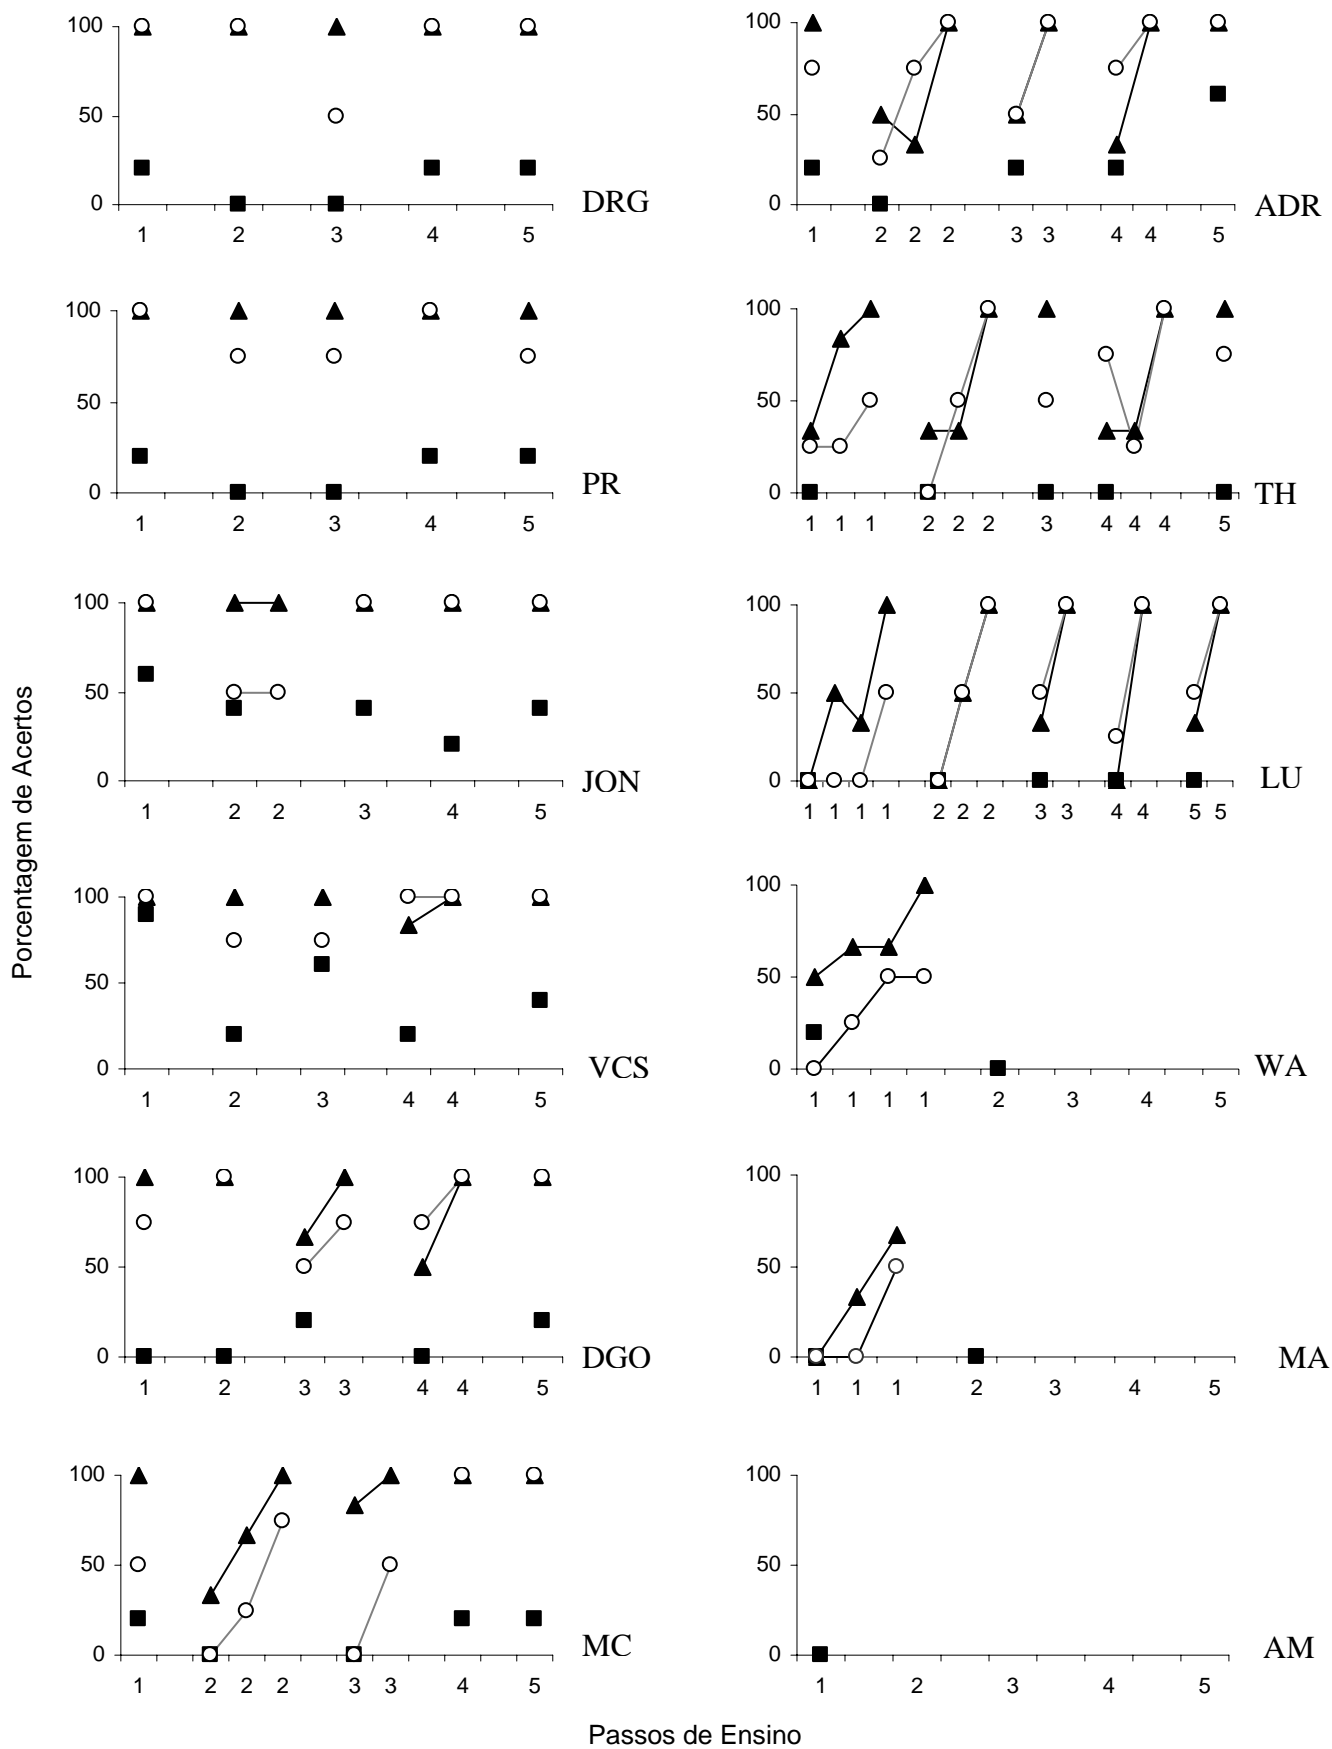 100
50
0
1 2 3 4 5
DRG
100
50
0
1 2 2 2 3 3 4 4 5
ADR
100
50
0
1 2 3 4 5
PR
100
50
0
1 1 1 2 2 2 3 4 4 4 5
TH
100
50
0
1 2 2 3 4 5
JON
100
50
0
1 1 1 1 2 2 2 3 3 4 4 5 5
LU
Porcentagem de Acertos
100
50
0
1 2 3 4 4 5
VCS
100
50
0
1 1 1 1 2 3 4 5
WA
100
50
0
1 2 3 3 4 4 5
DGO
100
50
0
1 1 1 2 3 4 5
MA
100
50
0
1 2 2 2 3 3 4 5
MC
100
50
0
1 2 3 4 5
AM
Passos de Ensino